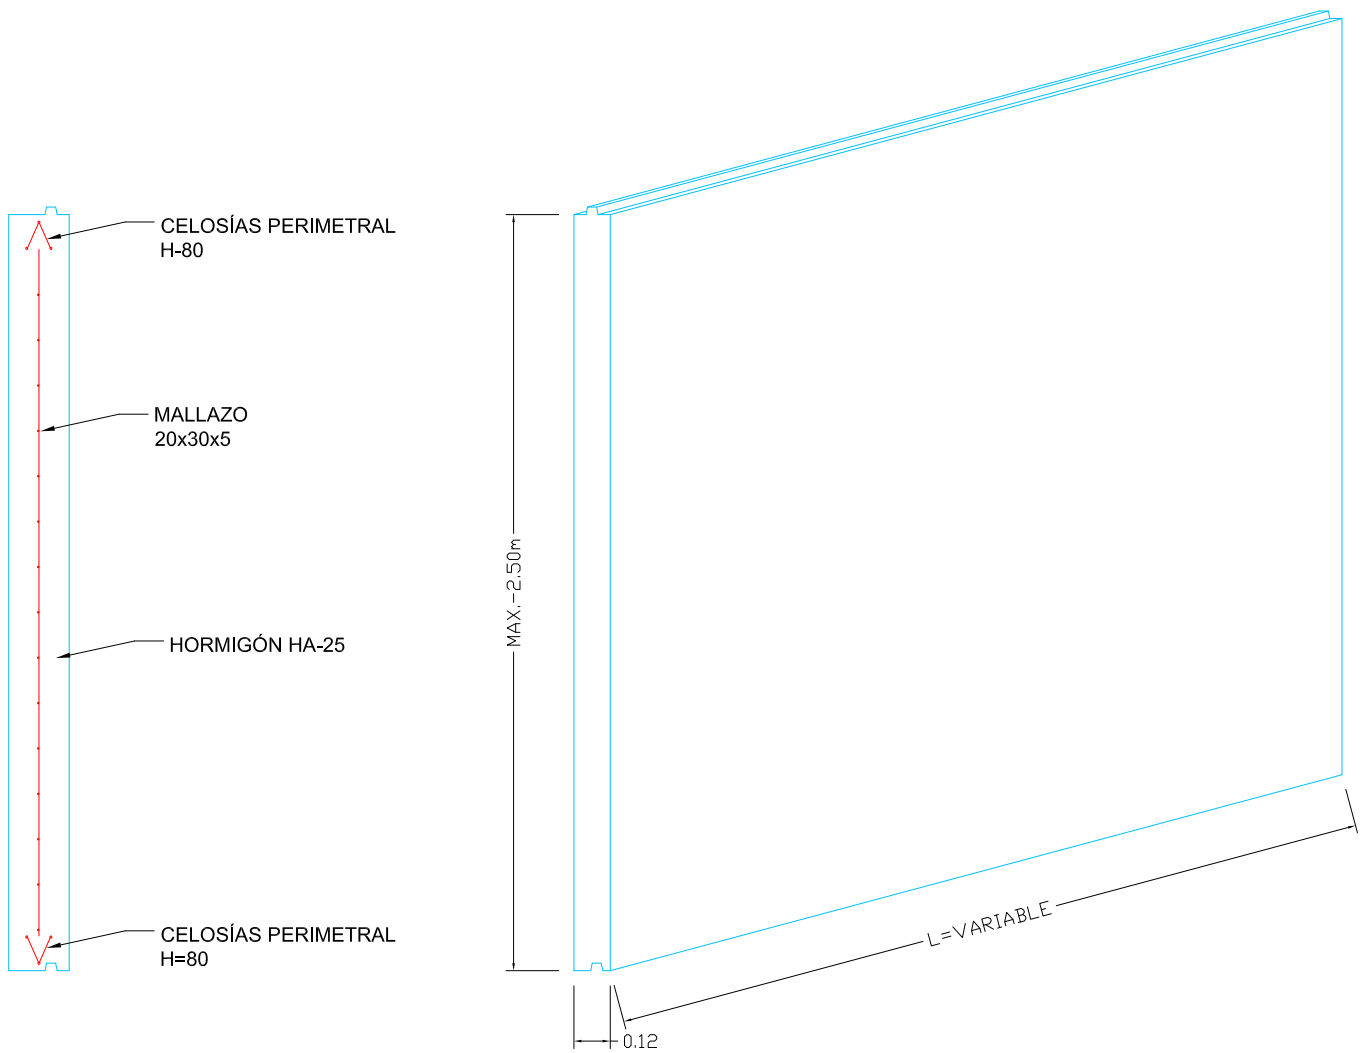 CELOSÍAS PERIMETRAL
H-80
MALLAZO
20x30x5
HORMIGÓN HA-25
CELOSÍAS PERIMETRAL
H=80
MAX.-2.50m
L=VARIABLE
0.12